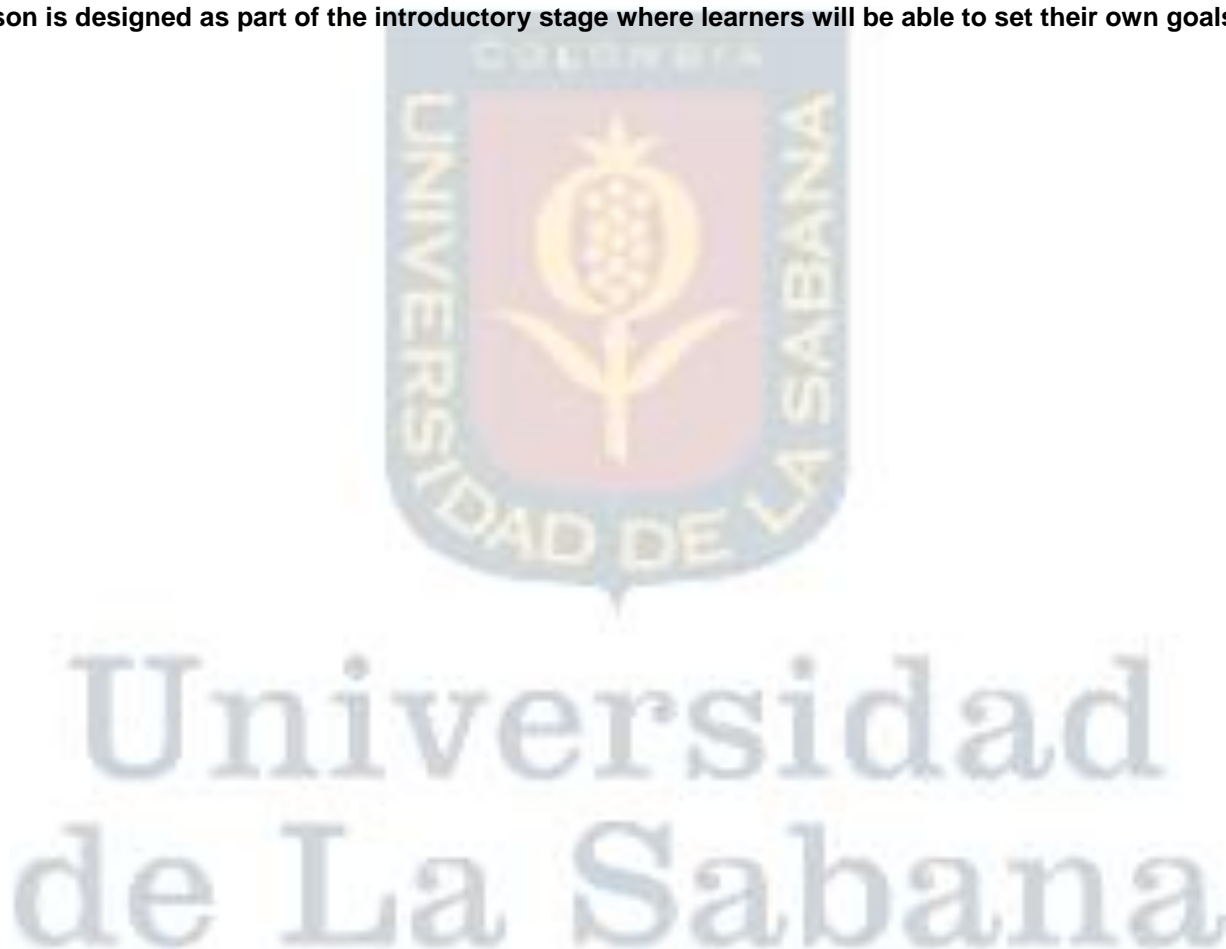 son is designed as part of the introductory stage where learners will be able to set their own goals
COLOMBIA
UNIVERSIDAD DE LA SABANA
Universidad
de La Sabana